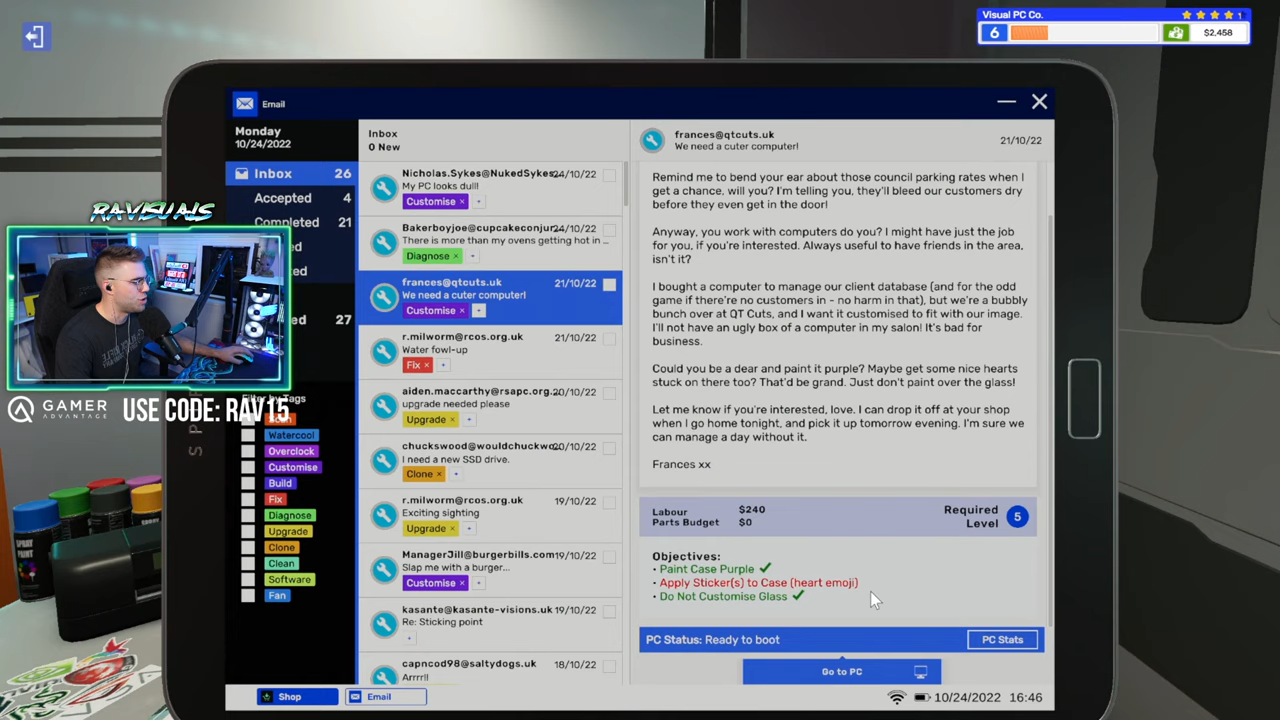 Visual PC Co.
6
$2,458
Email
Monday
10/24/2022
Inbox 26
Accepted 4
Completed 21
27
Filter by Tags
Scan
Watercool
Overclock
Customise
Build
Fix
Diagnose
Upgrade
Clone
Clean
Software
Fan
RAVISUALS
GAMER
ADVANTAGE
USE CODE: RAV15
Inbox
0 New
Nicholas.Sykes@NukedSykes... 24/10/22
My PC looks dull!
Customise × +
Bakerboyjoe@cupcakeconjur...
There is more than my ovens getting hot in ...
Diagnose × +
frances@qtcuts.uk 21/10/22
We need a cuter computer!
Customise × +
r.milworm@rcos.org.uk 21/10/22
Water fowl-up
Fix × +
aiden.maccarthy@rsapc.org... 20/10/22
upgrade needed please
Upgrade × +
chuckswood@wouldchuckwo... 20/10/22
I need a new SSD drive.
Clone × +
r.milworm@rcos.org.uk 19/10/22
Exciting sighting
Upgrade × +
ManagerJill@burgerbills.com 19/10/22
Slap me with a burger...
Customise × +
kasante@kasante-visions.uk 19/10/22
Re: Sticking point
+
capncod98@saltydogs.uk 18/10/22
Arrrr!!
frances@qtcuts.uk 21/10/22
We need a cuter computer!
Remind me to bend your ear about those council parking rates when I
get a chance, will you? I'm telling you, they'll bleed our customers dry
before they even get in the door!
Anyway, you work with computers do you? I might have just the job
for you, if you're interested. Always useful to have friends in the area,
isn't it?
I bought a computer to manage our client database (and for the odd
game if there're no customers in - no harm in that), but we're a bubbly
bunch over at QT Cuts, and I want it customised to fit with our image.
I'll not have an ugly box of a computer in my salon! It's bad for
business.
Could you be a dear and paint it purple? Maybe get some nice hearts
stuck on there too? That'd be grand. Just don't paint over the glass!
Let me know if you're interested, love. I can drop it off at your shop
when I go home tonight, and pick it up tomorrow evening. I'm sure we
can manage a day without it.
Frances xx
Labour $240
Parts Budget $0
Required
Level 5
Objectives:
• Paint Case Purple ✓
• Apply Sticker(s) to Case (heart emoji)
• Do Not Customise Glass ✓
PC Status: Ready to boot
PC Stats
Go to PC
Shop
Email
10/24/2022 16:46